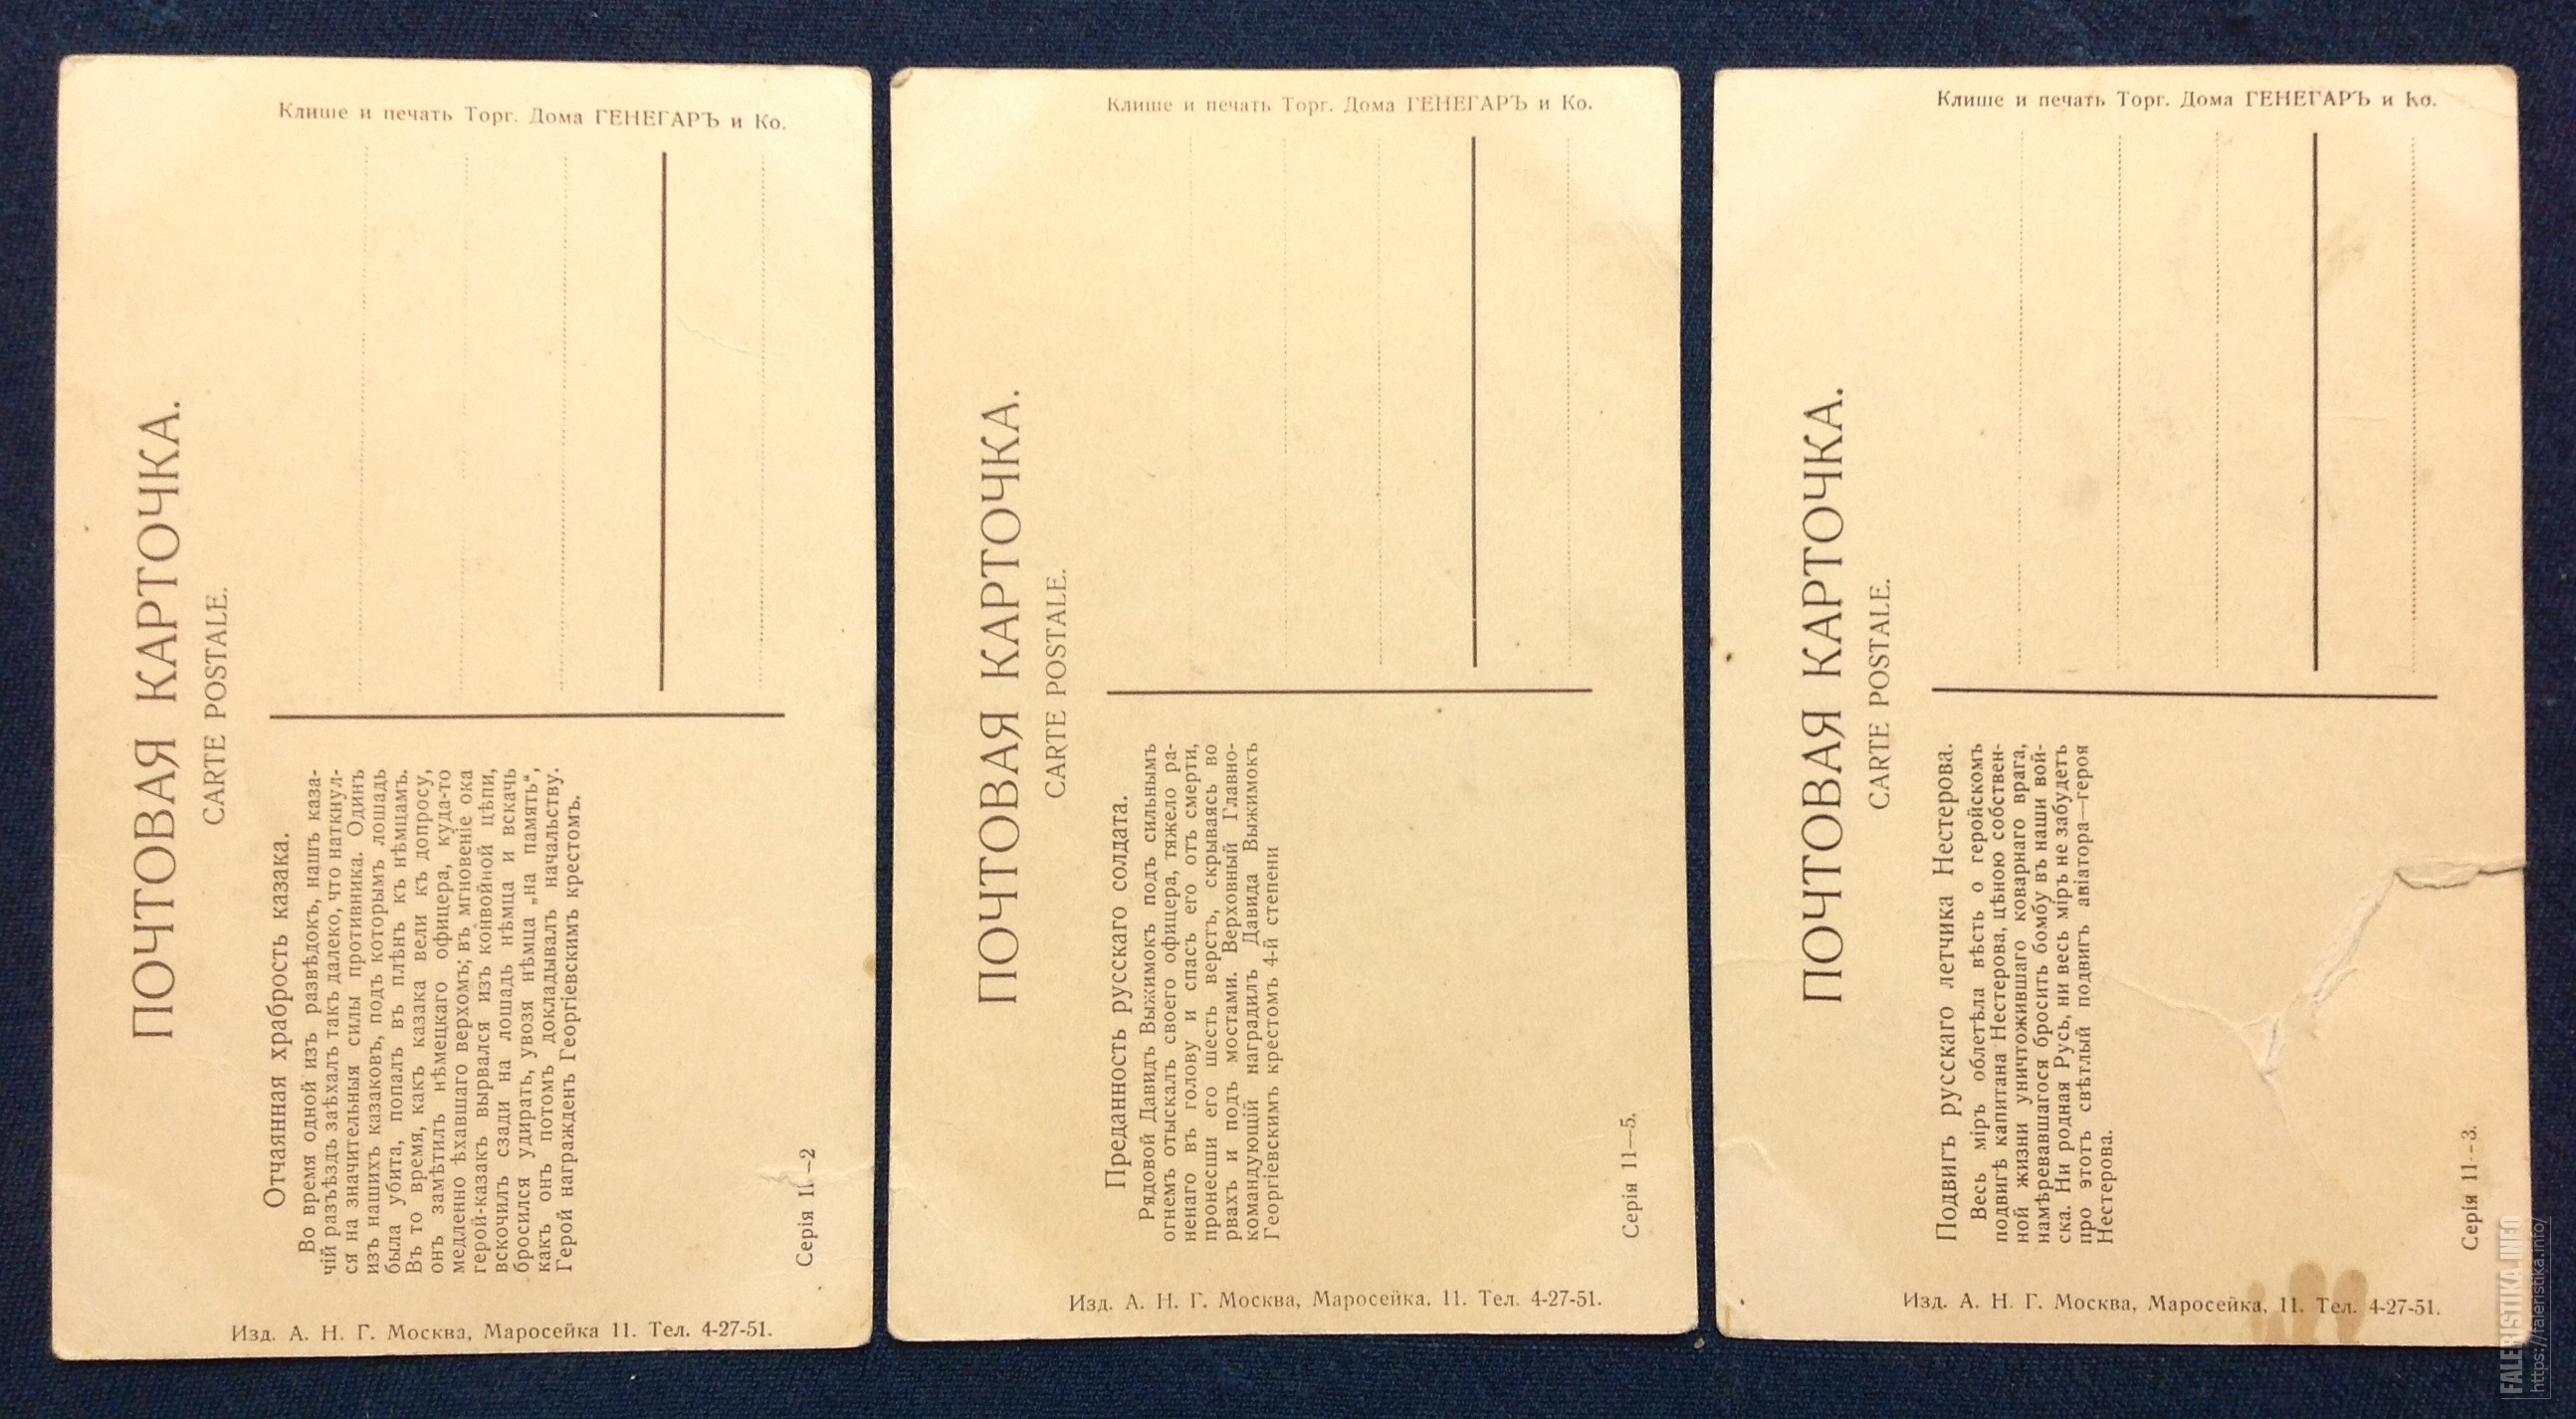 Клише и печать Торг. Дома ГЕНЕГАРЪ и Ко.
ПОЧТОВАЯ КАРТОЧКА.
CARTE POSTALE.
Отчаянная храбрость казака.
Во время одной изъ развѣдокъ, нашъ каза-
чій разъѣздъ заѣхалъ такъ далеко, что наткнул-
ся на значительныя силы противника. Одинъ
изъ нашихъ казаковъ, подъ которымъ лошадь
была убита, попалъ въ плѣнъ къ нѣмцамъ.
Въ то время, какъ казака вели къ допросу,
онъ замѣтилъ нѣмецкаго офицера, куда-то
медленно ѣхавшаго верхомъ; въ мгновеніе ока
герой-казакъ вырвался изъ конвойной цѣпи,
вскочилъ сзади на лошадь нѣмца и вскачь
бросился удирать, увозя нѣмца „на память“,
какъ онъ потомъ докладывалъ начальству.
Герой награжденъ Георгіевскимъ крестомъ.
Серія 11-2
Изд. А. Н. Г. Москва, Маросейка 11. Тел. 4-27-51.
Клише и печать Торг. Дома ГЕНЕГАРЪ и Ко.
ПОЧТОВАЯ КАРТОЧКА.
CARTE POSTALE.
Преданность русскаго солдата.
Рядовой Давидъ Выжимокъ подъ сильнымъ
огнемъ отыскалъ своего офицера, тяжело ра-
ненаго въ голову и спасъ его отъ смерти,
пронесши его шесть верстъ, скрываясь во
рвахъ и подъ мостами. Верховный Главно-
командующій наградилъ Давида Выжимокъ
Георгіевскимъ крестомъ 4-й степени
Серія 11—5.
Изд. А. Н. Г. Москва, Маросейка, 11. Тел. 4-27-51.
Клише и печать Торг. Дома ГЕНЕГАРЪ и Ко.
ПОЧТОВАЯ КАРТОЧКА.
CARTE POSTALE.
Подвигъ русскаго летчика Нестерова.
Весь міръ облетѣла вѣсть о геройскомъ
подвигѣ капитана Нестерова, цѣною собствен-
ной жизни уничтожившаго коварнаго врага,
намѣревавшагося бросить бомбу въ наши вой-
ска. Ни родная Русь, ни весь міръ не забудетъ
про этотъ свѣтлый подвигъ авіатора—героя
Нестерова.
Серія 11-3.
Изд. А. Н. Г. Москва, Маросейка, 11. Тел. 4-27-51.
FALERISTIKA.INFO
https://faleristika.info/